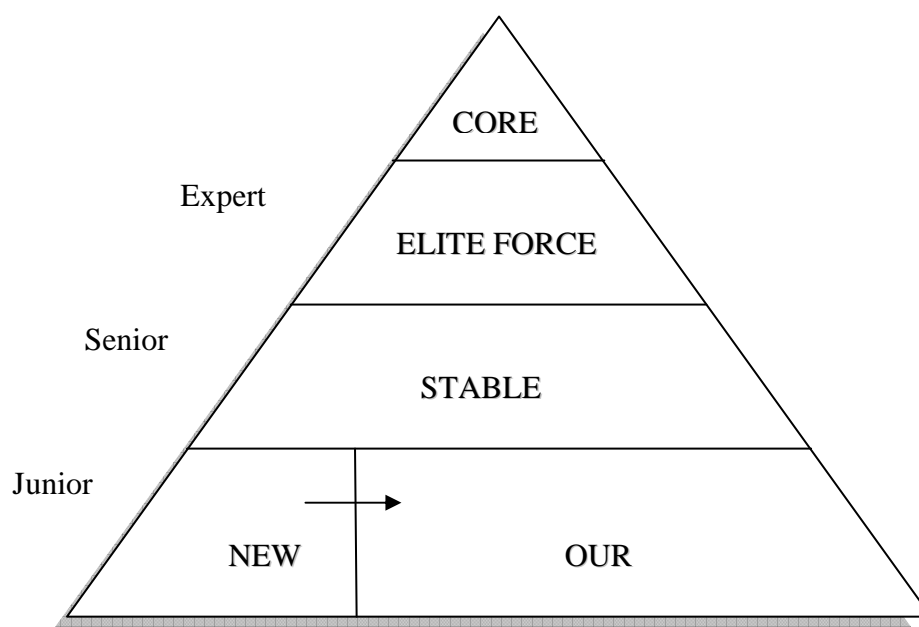 CORE
Expert
ELITE FORCE
Senior
STABLE
Junior
NEW OUR